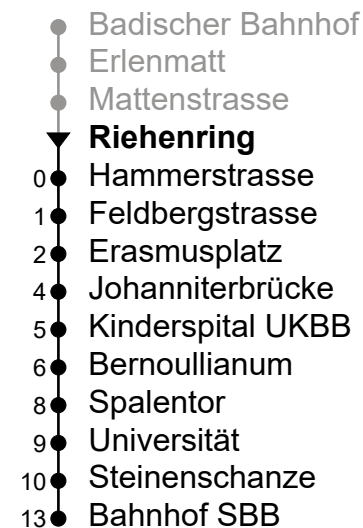 Badischer Bahnhof
Erlenmatt
Mattenstrasse
Riehenring
0 Hammerstrasse
1 Feldbergstrasse
2 Erasmusplatz
4 Johanniterbrücke
5 Kinderspital UKBB
6 Bernoullianum
8 Spalentor
9 Universität
10 Steinenschanze
13 Bahnhof SBB